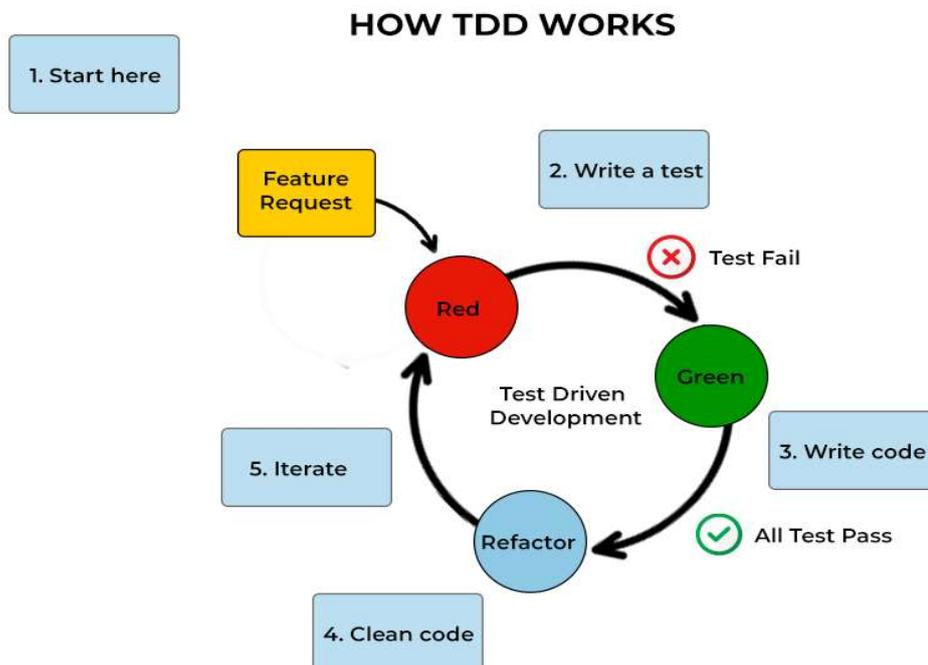 HOW TDD WORKS
1. Start here
Feature
Request
2. Write a test
Test Fail
Red
Green
Test Driven
Development
3. Write code
5. Iterate
All Test Pass
Refactor
4. Clean code